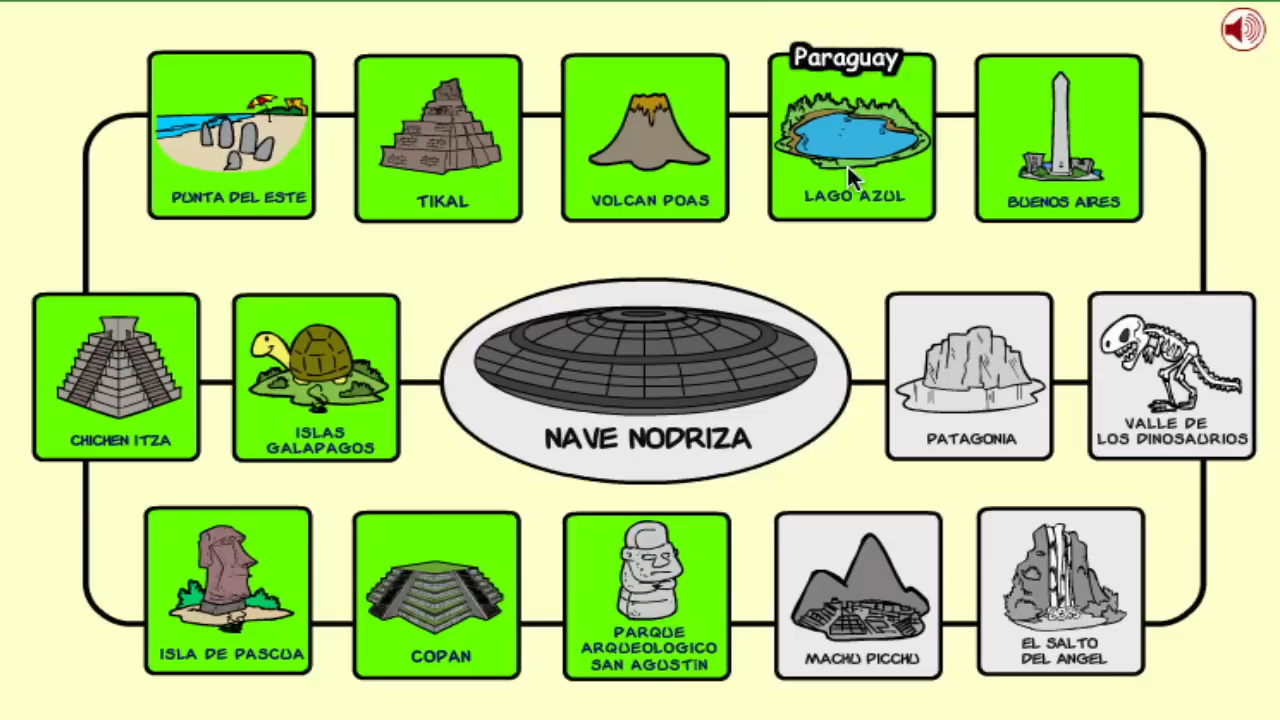 Paraguay
PUNTA DEL ESTE
TIKAL
VOLCAN POAS
LAGO AZUL
BUENOS AIRES
CHICHEN ITZA
ISLAS
GALAPAGOS
NAVE NODRIZA
PATAGONIA
VALLE DE
LOS DINOSAURIOS
ISLA DE PASCUA
COPAN
PARQUE
ARQUEOLOGICO
SAN AGUSTIN
MACHU PICCHU
EL SALTO
DEL ANGEL